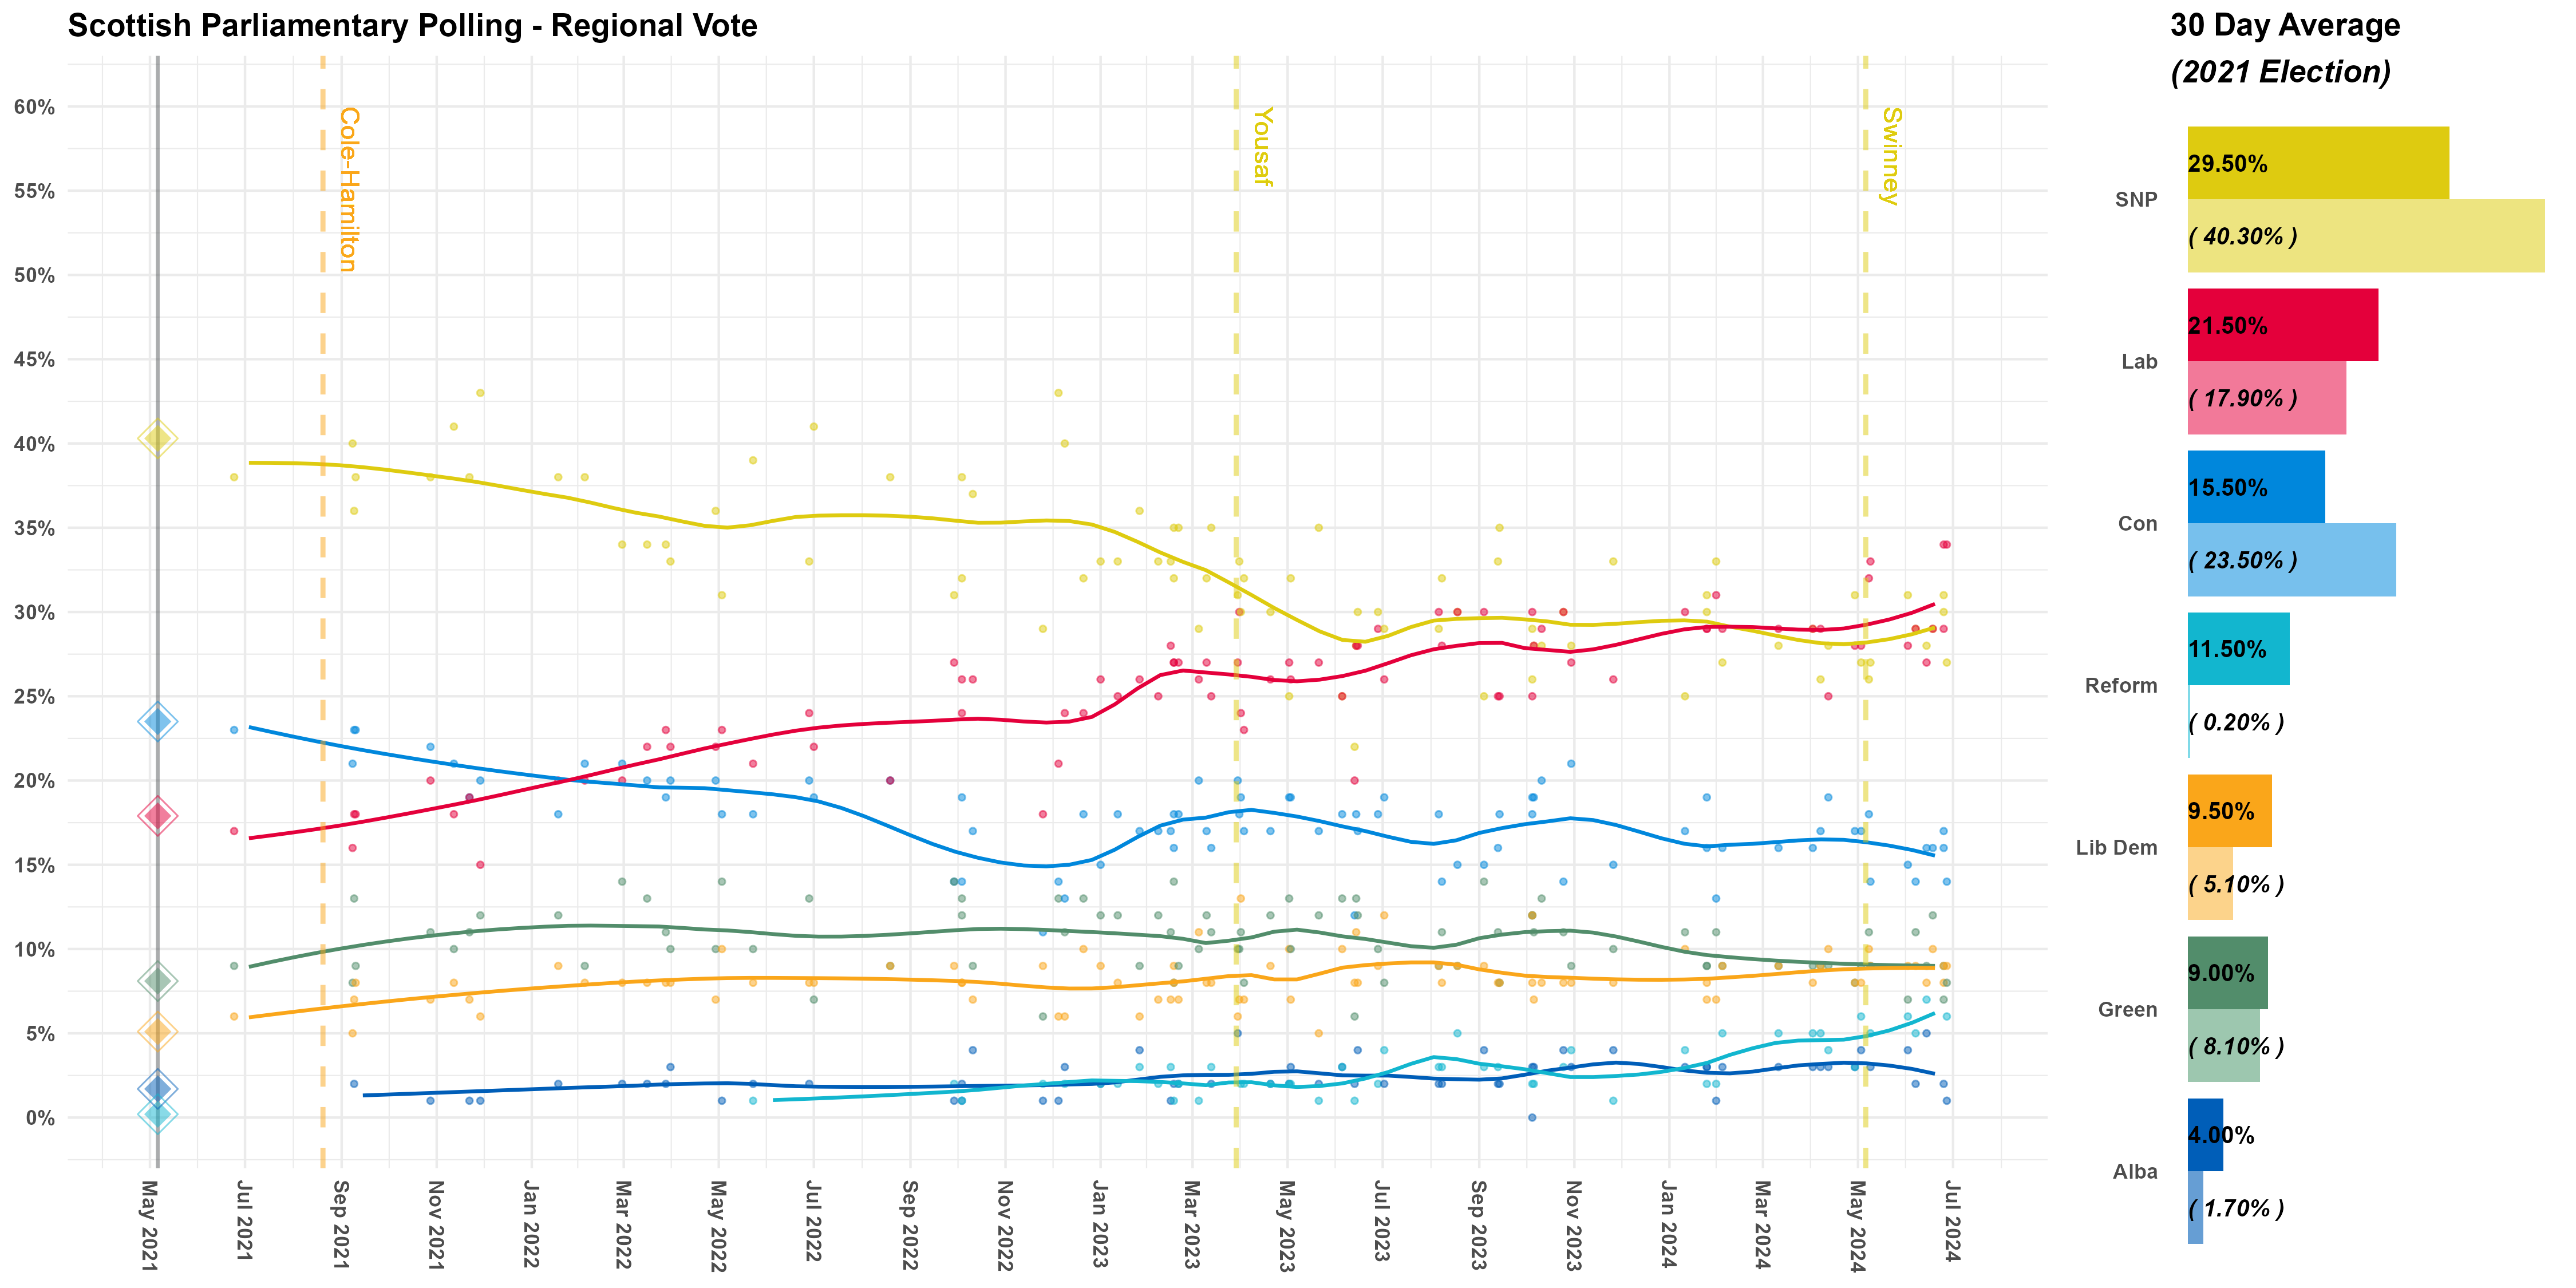 Scottish Parliamentary Polling - Regional Vote
60%
55%
50%
45%
40%
35%
30%
25%
20%
15%
10%
5%
0%
Cole-Hamilton
Yousaf
Swinney
May 2021
Jul 2021
Sep 2021
Nov 2021
Jan 2022
Mar 2022
May 2022
Jul 2022
Sep 2022
Nov 2022
Jan 2023
Mar 2023
May 2023
Jul 2023
Sep 2023
Nov 2023
Jan 2024
Mar 2024
May 2024
Jul 2024
30 Day Average
(2021 Election)
SNP
29.50%
( 40.30% )
Lab
21.50%
( 17.90% )
Con
15.50%
( 23.50% )
Reform
11.50%
( 0.20% )
Lib Dem
9.50%
( 5.10% )
Green
9.00%
( 8.10% )
Alba
4.00%
( 1.70% )